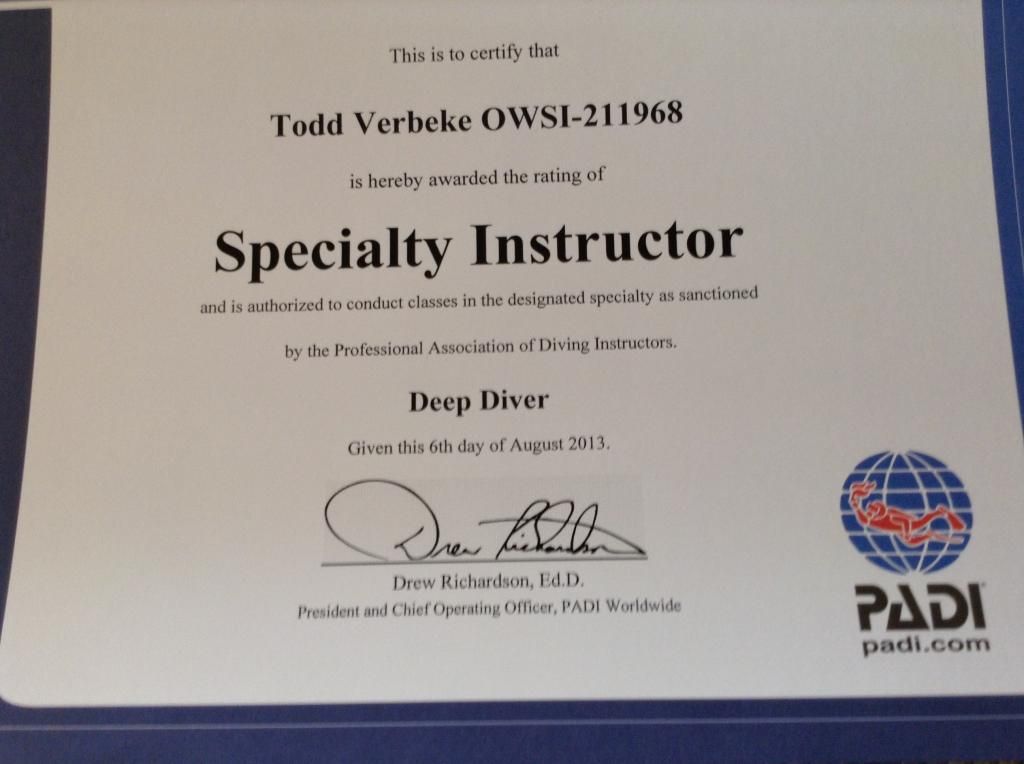 This is to certify that
Todd Verbeke OWSI-211968
is hereby awarded the rating of
Specialty Instructor
and is authorized to conduct classes in the designated specialty as sanctioned
by the Professional Association of Diving Instructors.
Deep Diver
Given this 6th day of August 2013.
Drew Richardson
Drew Richardson, Ed.D.
President and Chief Operating Officer, PADI Worldwide
PADI
padi.com